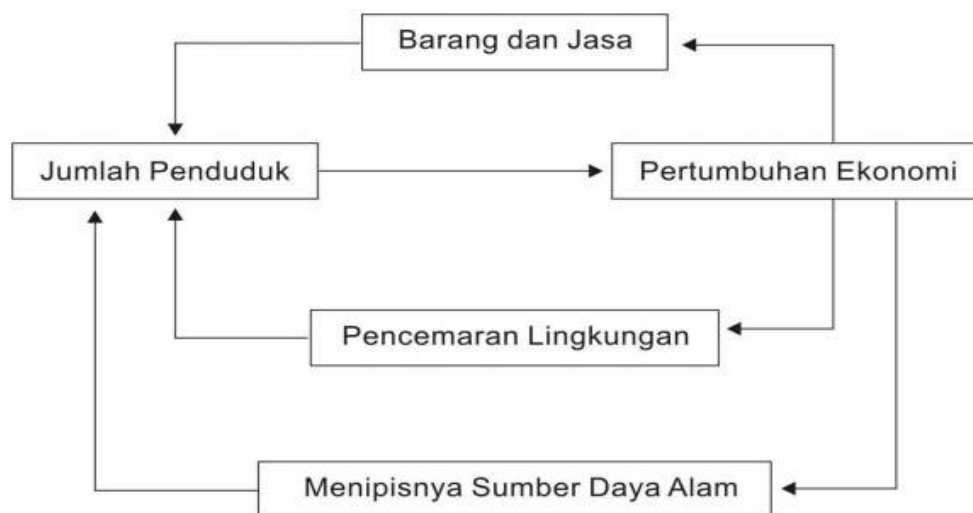 Barang dan Jasa
Jumlah Penduduk
Pertumbuhan Ekonomi
Pencemaran Lingkungan
Menipisnya Sumber Daya Alam